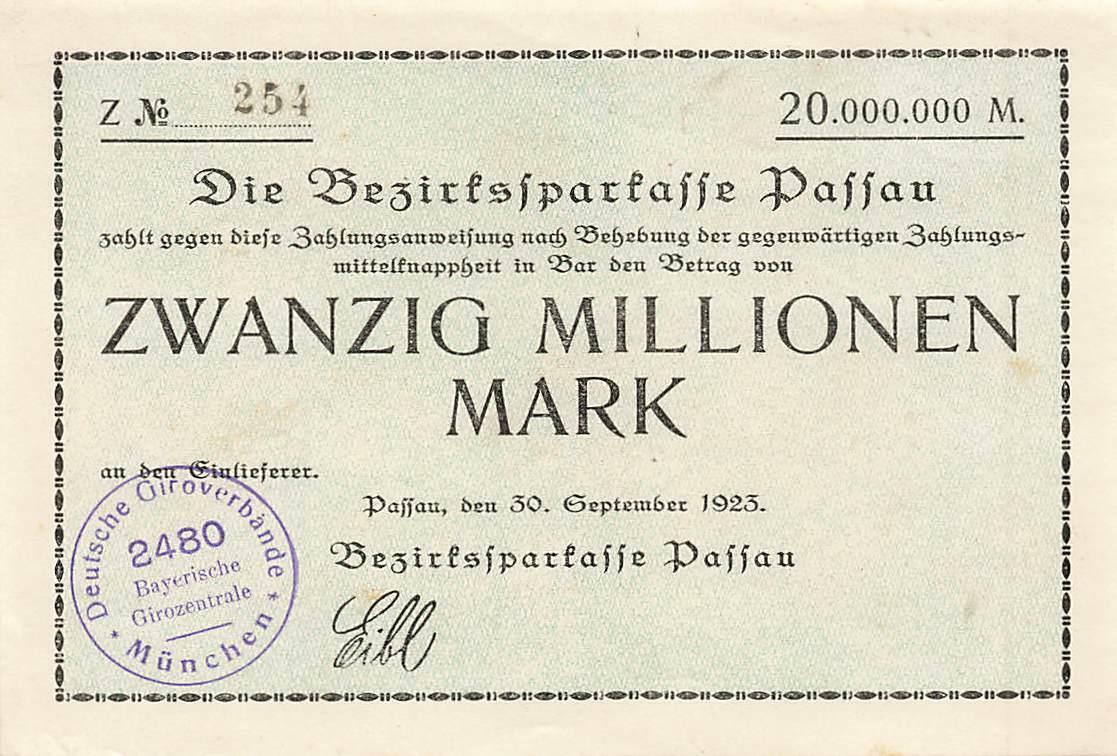 Z № 254
20.000.000 M.
Die Bezirkssparkasse Passau
zahlt gegen diese Zahlungsanweisung nach Behebung der gegenwärtigen Zahlungs-
mittelknappheit in Bar den Betrag von
ZWANZIG MILLIONEN
MARK
an den Einlieferer.
Passau, den 30. September 1923.
Bezirkssparkasse Passau
Eibl
Deutsche Giroverbände
2480
Bayerische
Girozentrale
* München *